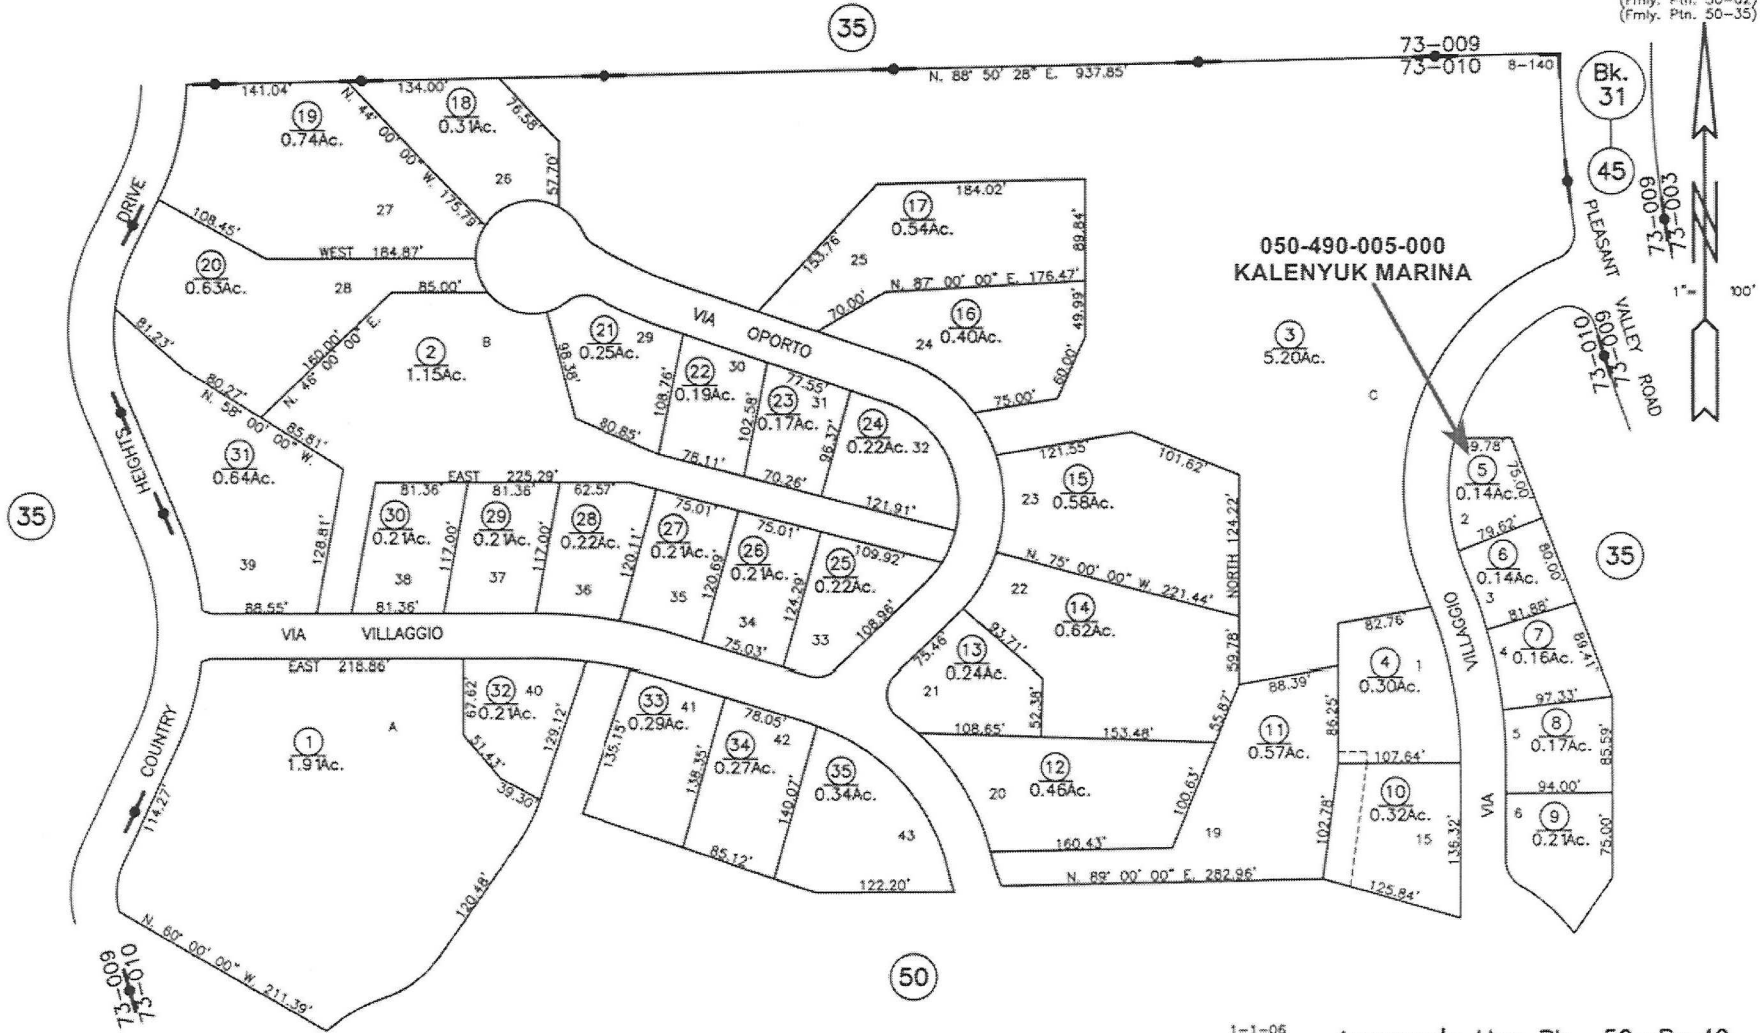 (Fmly. Ptn. 50-35)
35
73-009
73-010
8-140
N. 88° 50' 28" E. 937.85'
Bk.
31
45
73-009
73-003
PLEASANT VALLEY ROAD
73-009
73-010
1"= 100'
141.04'
134.00'
76.58'
57.70'
19
0.74Ac.
18
0.31Ac.
N. 44° 00' 00" W. 175.79'
26
27
DRIVE
108.45'
WEST 184.87'
20
0.63Ac.
28
85.00'
81.23'
160.00'
N. 46° 00' 00" E.
2
1.15Ac.
B
80.27'
N. 58° 00' 00" W.
85.81'
HEIGHTS
31
0.64Ac.
128.81'
39
88.55'
35
184.02'
17
0.54Ac.
89.84'
153.76
25
N. 87° 00' 00" E. 176.47'
70.00'
16
0.40Ac.
49.99'
24
60.00'
75.00'
VIA OPORTO
050-490-005-000
KALENYUK MARINA
3
5.20Ac.
C
21
0.25Ac.
29
98.38'
80.85'
108.76'
22
0.19Ac.
30
78.11'
102.58'
77.55'
23
0.17Ac.
31
70.26'
96.37'
24
0.22Ac.
32
121.91'
EAST 225.29'
81.36'
81.36'
62.57'
75.01'
75.01'
109.92
30
0.21Ac.
38
81.36'
117.00'
29
0.21Ac.
37
117.00'
28
0.22Ac.
36
120.11'
27
0.21Ac.
35
120.69'
26
0.21Ac.
34
75.03'
124.29'
25
0.22Ac.
33
108.96'
121.55
101.62'
15
0.58Ac.
23
NORTH 124.22'
N. 75° 00' 00" W. 221.44'
22
14
0.62Ac.
59.78'
93.71'
75.46'
13
0.24Ac.
21
52.38'
108.65'
153.48'
55.87'
88.39'
11
0.57Ac.
19
86.25'
102.78'
82.76
4
0.30Ac.
1
107.64'
10
0.32Ac.
15
136.32'
125.84'
VIA VILLAGGIO
5
0.14Ac.
75.00'
2
79.62'
6
0.14Ac.
80.00'
3
81.88'
7
0.16Ac.
89.41'
4
97.33'
8
0.17Ac.
85.59'
5
94.00'
9
0.21Ac.
75.00'
6
35
VIA VILLAGGIO
EAST 218.86'
67.62'
32
0.21Ac.
40
51.43'
129.12'
39.30'
1
1.91Ac.
A
COUNTRY
114.27'
120.48'
N. 60° 00' 00" W. 211.39'
73-009
73-010
33
0.29Ac.
41
135.15'
138.35'
78.05'
34
0.27Ac.
42
85.12'
140.07'
35
0.34Ac.
43
122.20'
12
0.46Ac.
20
100.63'
160.43'
N. 89° 00' 00" E. 282.96'
50
1-1-06